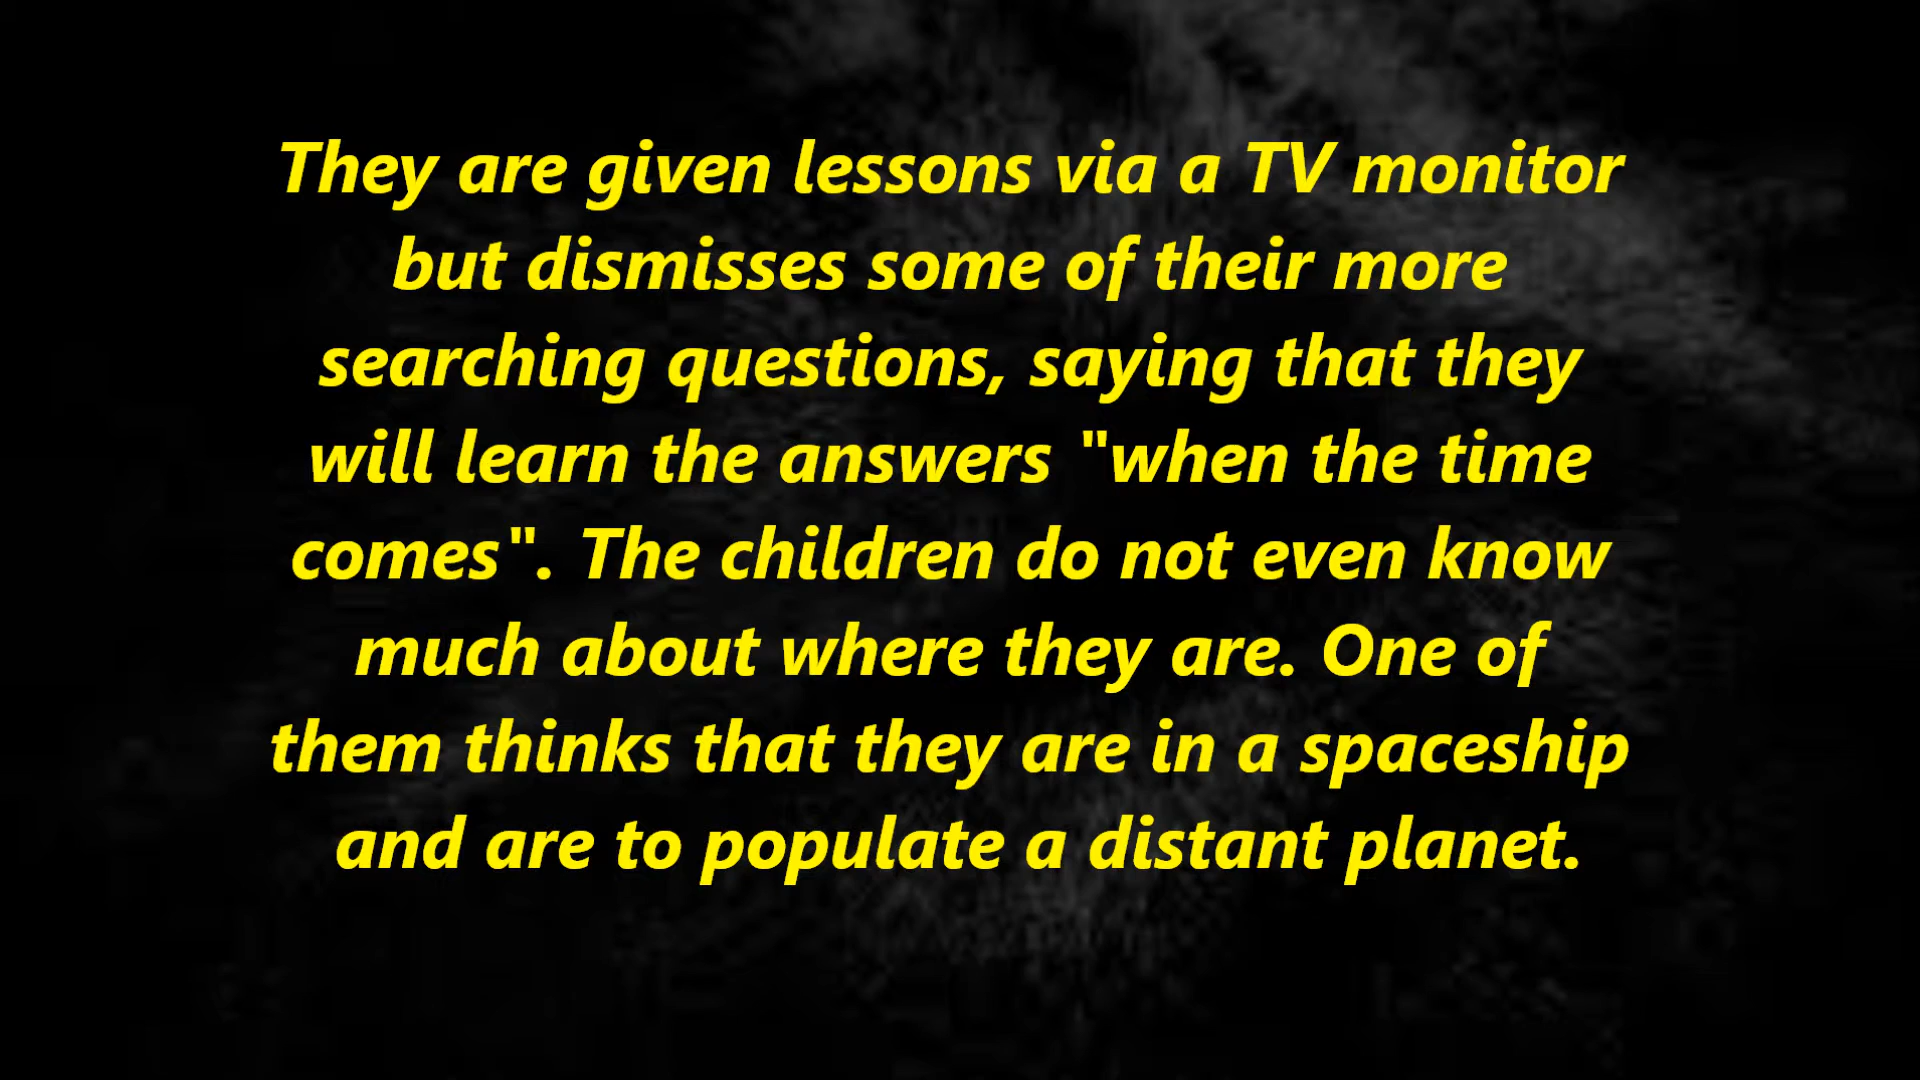 They are given lessons via a TV monitor
but dismisses some of their more
searching questions, saying that they
will learn the answers "when the time
comes". The children do not even know
much about where they are. One of
them thinks that they are in a spaceship
and are to populate a distant planet.